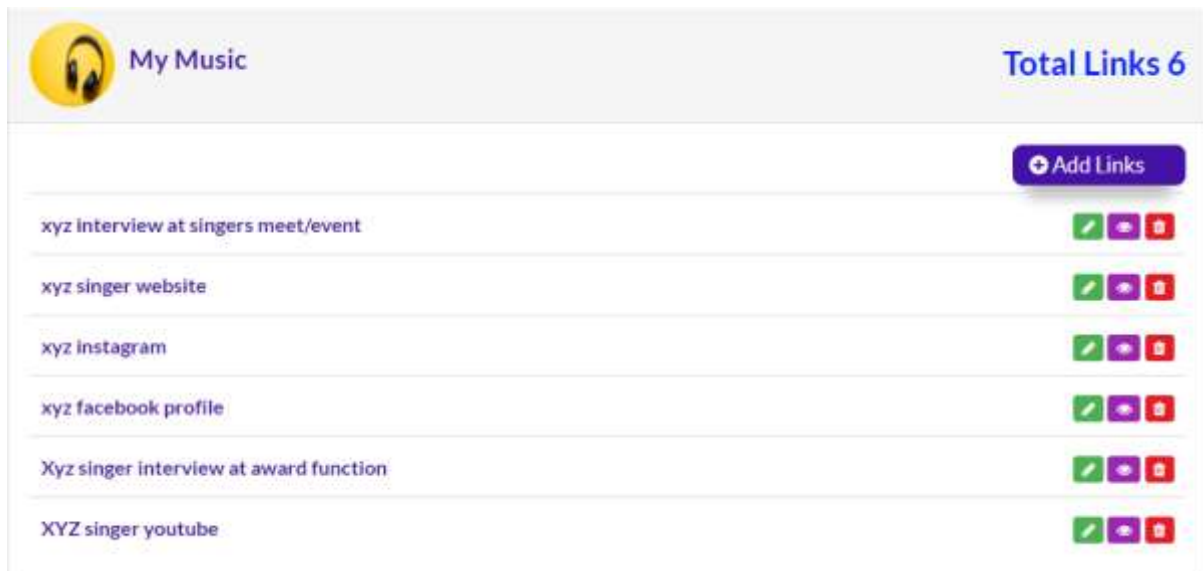 My Music
Total Links 6
Add Links
xyz interview at singers meet/event
xyz singer website
xyz instagram
xyz facebook profile
Xyz singer interview at award function
XYZ singer youtube